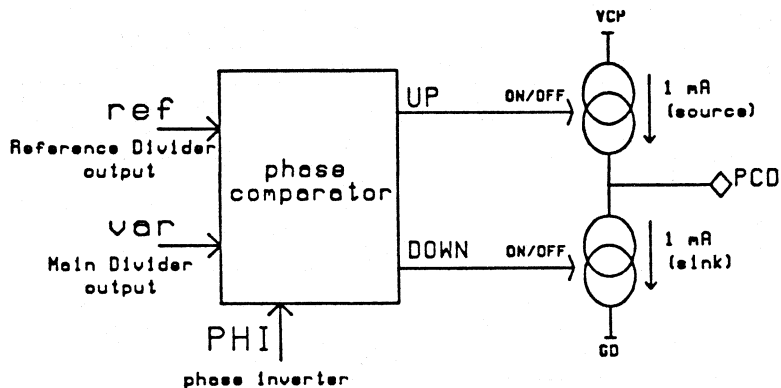 VCP
UP
ON/OFF
1 mA
(source)
ref
Reference Divider
output
phase
comparator
PCD
var
Main Divider
output
DOWN
ON/OFF
1 mA
(sink)
PHI
phase inverter
GD